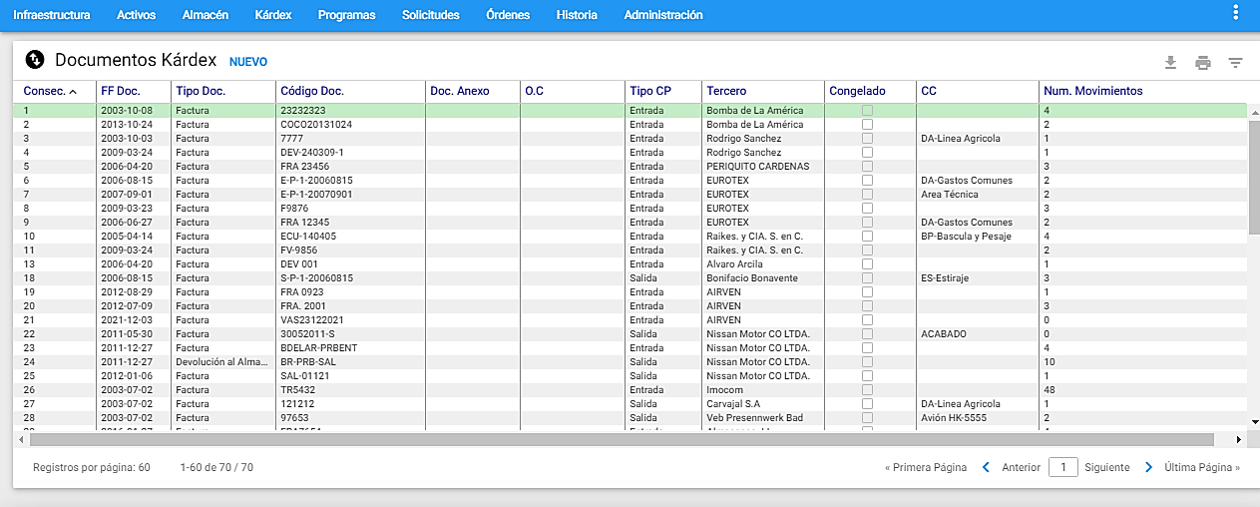 Infraestructura Activos Almacén Kárdex Programas Solicitudes Órdenes Historia Administración
Documentos Kárdex NUEVO
Consec. FF Doc. Tipo Doc. Código Doc. Doc. Anexo O.C Tipo CP Tercero Congelado CC Num. Movimientos
1 2003-10-08 Factura 23232323 Entrada Bomba de La América 4
2 2013-10-24 Factura COCO20131024 Entrada Bomba de La América 2
3 2003-10-03 Factura 7777 Entrada Rodrigo Sanchez DA-Linea Agricola 1
4 2009-03-24 Factura DEV-240309-1 Entrada Rodrigo Sanchez 1
5 2006-04-20 Factura FRA 23456 Entrada PERIQUITO CARDENAS 3
6 2006-08-15 Factura E-P-1-20060815 Entrada EUROTEX DA-Gastos Comunes 2
7 2007-09-01 Factura E-P-1-20070901 Entrada EUROTEX Area Técnica 2
8 2009-03-23 Factura F9876 Entrada EUROTEX 3
9 2006-06-27 Factura FRA 12345 Entrada EUROTEX DA-Gastos Comunes 2
10 2005-04-14 Factura ECU-140405 Entrada Raikes. y CIA. S. en C. BP-Bascula y Pesaje 4
11 2009-03-24 Factura FV-9856 Entrada Raikes. y CIA. S. en C. 2
13 2006-04-20 Factura DEV 001 Entrada Alvaro Arcila 1
18 2006-08-15 Factura S-P-1-20060815 Salida Bonifacio Bonavente ES-Estiraje 3
19 2012-08-29 Factura FRA 0923 Entrada AIRVEN 1
20 2012-07-09 Factura FRA. 2001 Entrada AIRVEN 3
21 2021-12-03 Factura VAS23122021 Entrada AIRVEN 0
22 2011-05-30 Factura 30052011-S Salida Nissan Motor CO LTDA. ACABADO 0
23 2011-12-27 Factura BDELAR-PRBENT Entrada Nissan Motor CO LTDA. 4
24 2011-12-27 Devolución al Alma... BR-PRB-SAL Salida Nissan Motor CO LTDA. 10
25 2012-01-06 Factura SAL-01121 Salida Nissan Motor CO LTDA. 1
26 2003-07-02 Factura TR5432 Entrada Imocom 48
27 2003-07-02 Factura 121212 Salida Carvajal S.A DA-Linea Agricola 1
28 2003-07-02 Factura 97653 Salida Veb Presennwerk Bad Avión HK-5555 2
Registros por página: 60 1-60 de 70 / 70 « Primera Página Anterior 1 Siguiente Última Página »